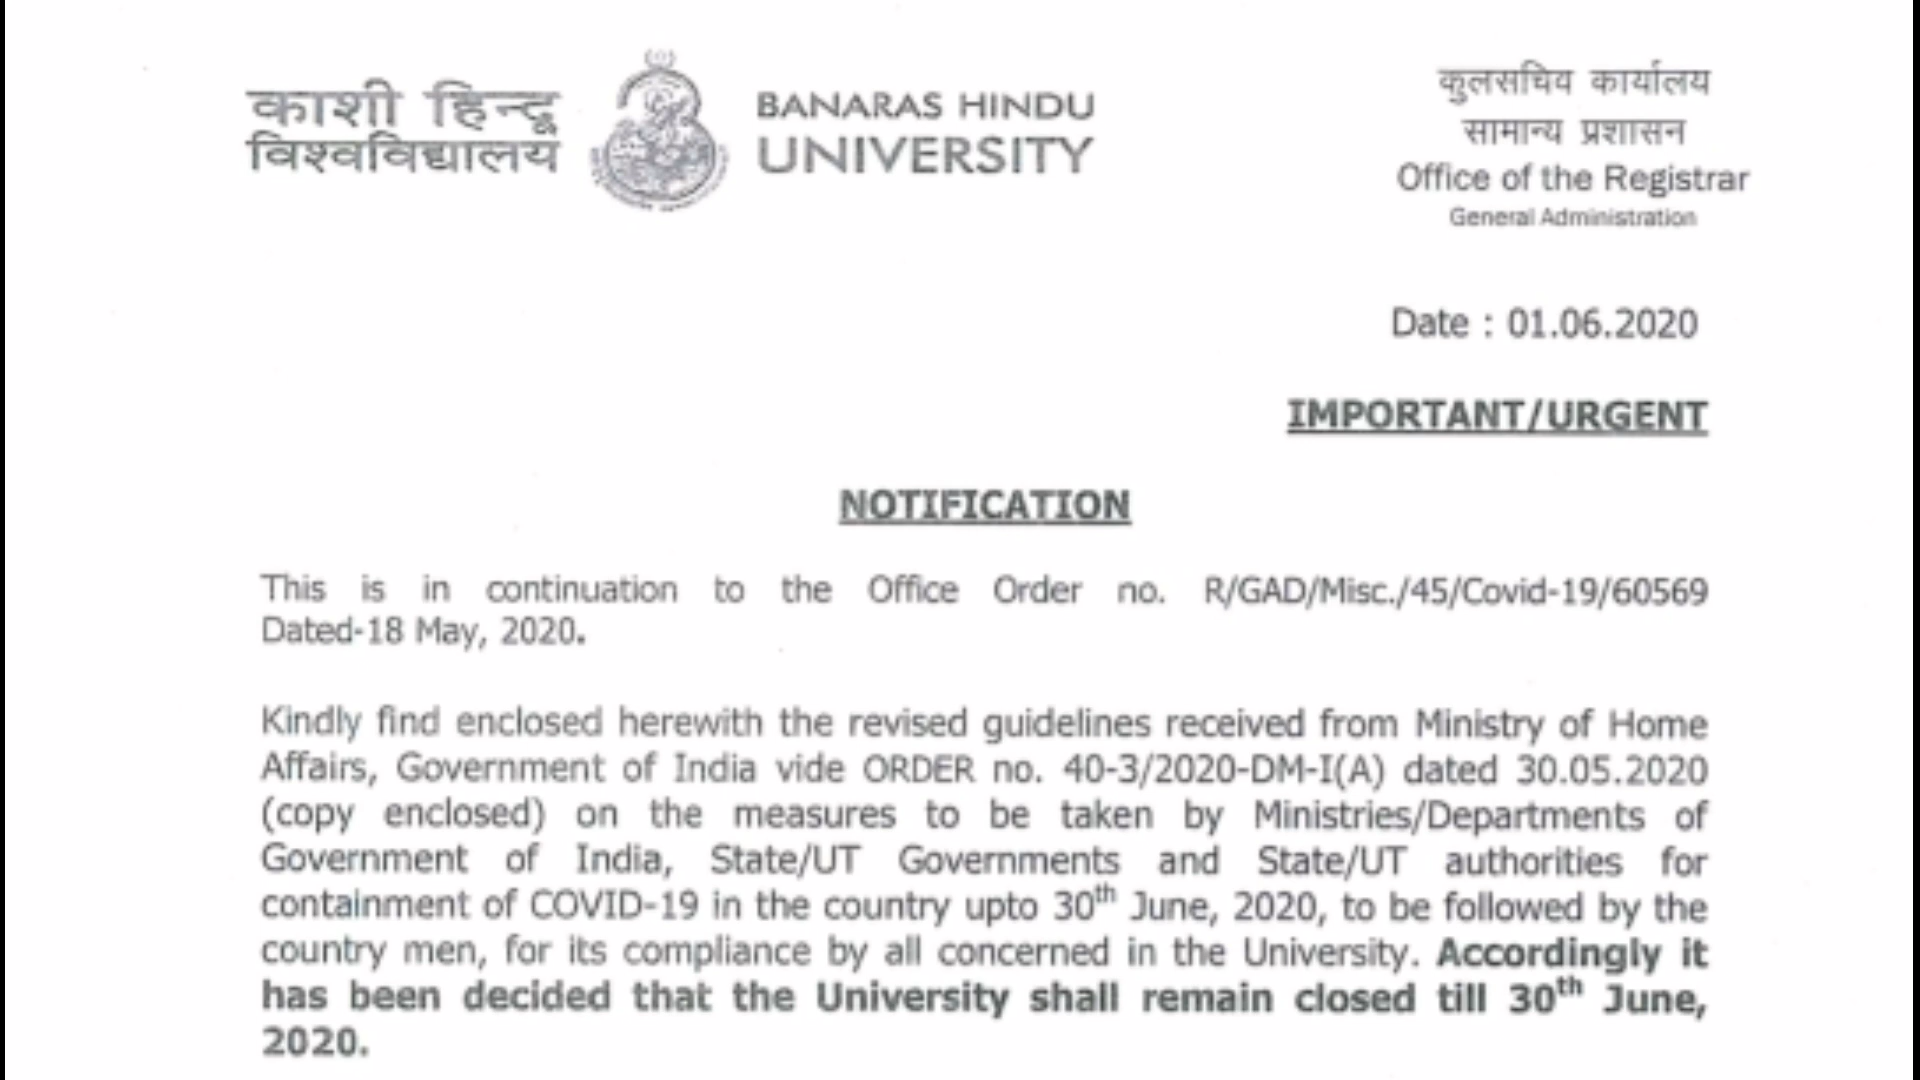 काशी हिन्दू
विश्वविद्यालय
BANARAS HINDU
UNIVERSITY
कुलसचिव कार्यालय
सामान्य प्रशासन
Office of the Registrar
General Administration
Date : 01.06.2020
IMPORTANT/URGENT
NOTIFICATION
This is in continuation to the Office Order no. R/GAD/Misc./45/Covid-19/60569
Dated-18 May, 2020.
Kindly find enclosed herewith the revised guidelines received from Ministry of Home
Affairs, Government of India vide ORDER no. 40-3/2020-DM-I(A) dated 30.05.2020
(copy enclosed) on the measures to be taken by Ministries/Departments of
Government of India, State/UT Governments and State/UT authorities for
containment of COVID-19 in the country upto 30th June, 2020, to be followed by the
country men, for its compliance by all concerned in the University. Accordingly it
has been decided that the University shall remain closed till 30th June,
2020.